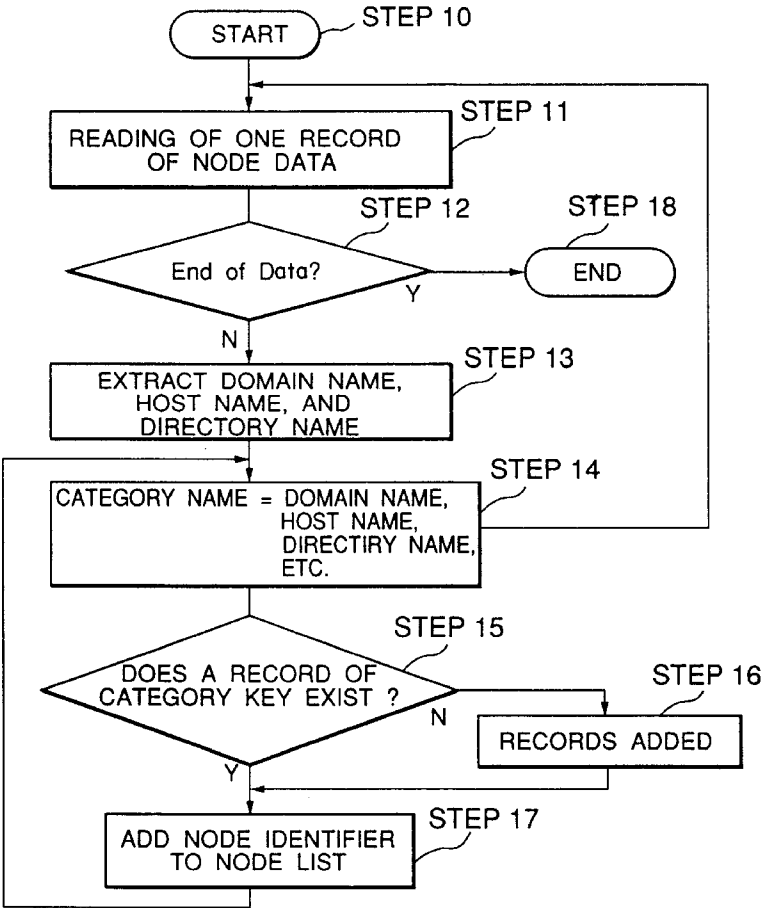 START
STEP 10
STEP 11
READING OF ONE RECORD
OF NODE DATA
STEP 12
STEP 18
End of Data?
END
Y
N
STEP 13
EXTRACT DOMAIN NAME,
HOST NAME, AND
DIRECTORY NAME
STEP 14
CATEGORY NAME = DOMAIN NAME,
HOST NAME,
DIRECTIRY NAME,
ETC.
STEP 15
DOES A RECORD OF
CATEGORY KEY EXIST ?
STEP 16
N
RECORDS ADDED
Y
STEP 17
ADD NODE IDENTIFIER
TO NODE LIST